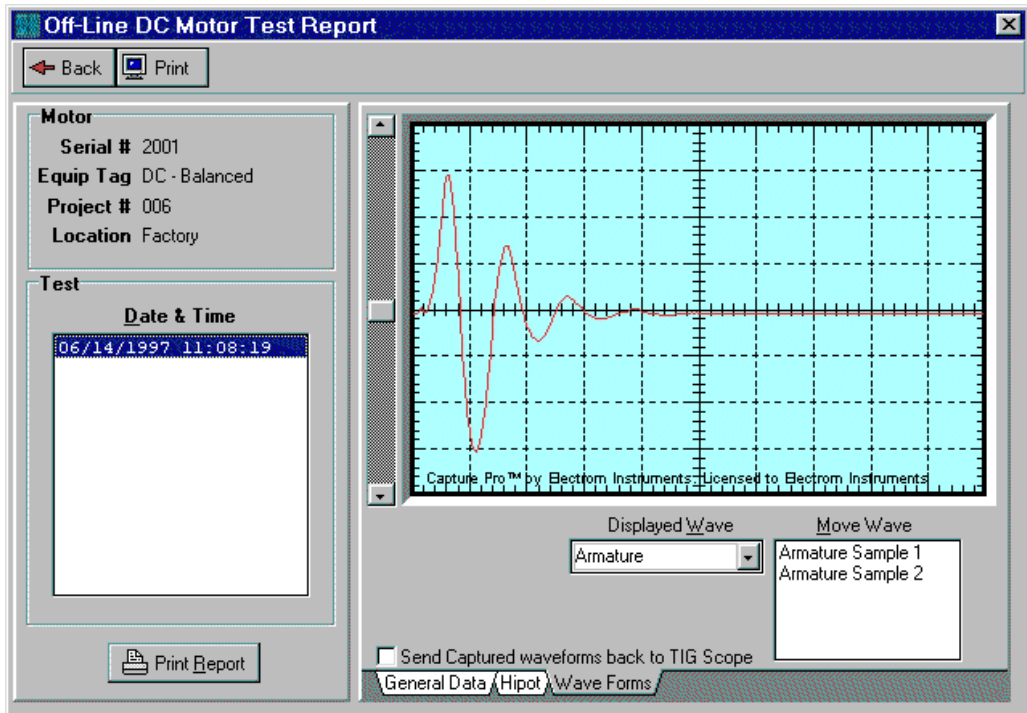 Off-Line DC Motor Test Report
Back
Print
Motor
Serial # 2001
Equip Tag DC - Balanced
Project # 006
Location Factory
Test
Date & Time
06/14/1997 11:08:19
Print Report
Capture Pro™ by Electrom Instruments. Licensed to Electrom Instruments
Displayed Wave
Armature
Move Wave
Armature Sample 1
Armature Sample 2
Send Captured waveforms back to TIG Scope
General Data
Hipot
Wave Forms